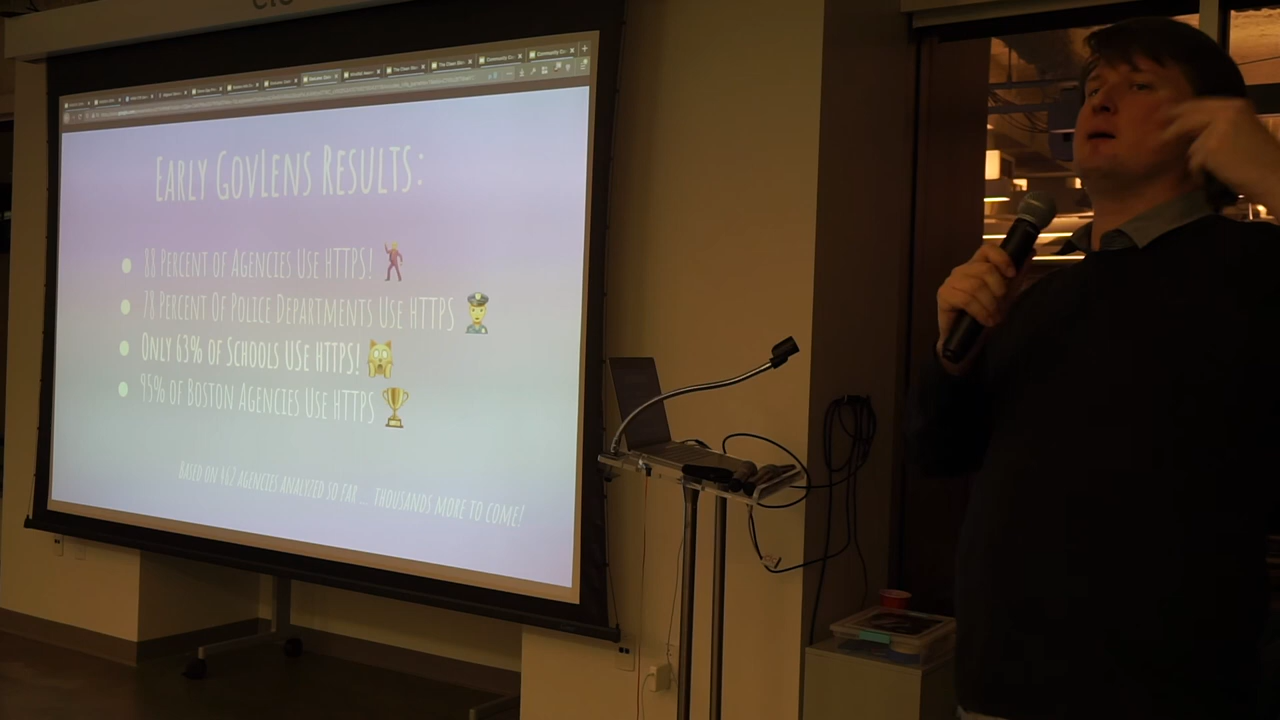 EARLY GOVLENS RESULTS:
88 PERCENT OF AGENCIES USE HTTPS!
78 PERCENT OF POLICE DEPARTMENTS USE HTTPS
ONLY 63% OF SCHOOLS USE HTTPS!
95% OF BOSTON AGENCIES USE HTTPS
BASED ON 462 AGENCIES ANALYZED SO FAR ... THOUSANDS MORE TO COME!